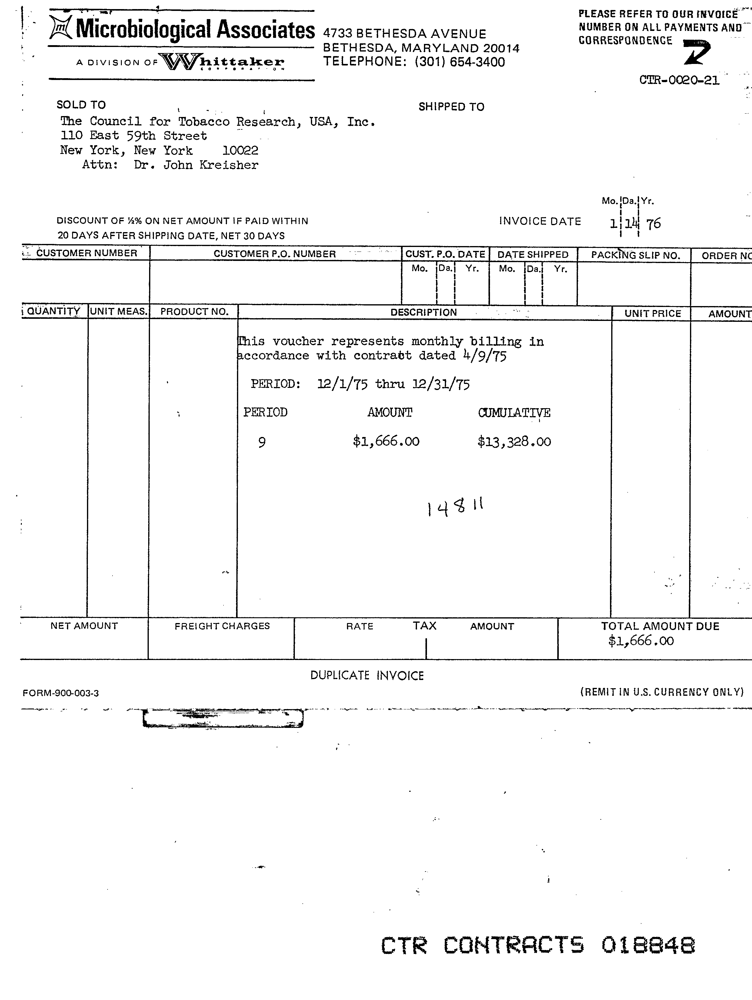 Microbiological Associates
A DIVISION OF Whittaker
CORPORATION
4733 BETHESDA AVENUE
BETHESDA, MARYLAND 20014
TELEPHONE: (301) 654-3400
PLEASE REFER TO OUR INVOICE
NUMBER ON ALL PAYMENTS AND
CORRESPONDENCE
CTR-0020-21
SOLD TO
The Council for Tobacco Research, USA, Inc.
110 East 59th Street
New York, New York 10022
Attn: Dr. John Kreisher
SHIPPED TO
DISCOUNT OF ½% ON NET AMOUNT IF PAID WITHIN
20 DAYS AFTER SHIPPING DATE, NET 30 DAYS
INVOICE DATE
Mo. Da. Yr.
1 14 76
CUSTOMER NUMBER CUSTOMER P.O. NUMBER CUST. P.O. DATE DATE SHIPPED PACKING SLIP NO. ORDER NO
Mo. Da. Yr. Mo. Da. Yr.
QUANTITY UNIT MEAS. PRODUCT NO. DESCRIPTION UNIT PRICE AMOUNT
This voucher represents monthly billing in
accordance with contract dated 4/9/75
PERIOD: 12/1/75 thru 12/31/75
PERIOD AMOUNT CUMULATIVE
9 $1,666.00 $13,328.00
14811
NET AMOUNT FREIGHT CHARGES RATE TAX AMOUNT TOTAL AMOUNT DUE
$1,666.00
DUPLICATE INVOICE
FORM-900-003-3
(REMIT IN U.S. CURRENCY ONLY)
CTR CONTRACTS 018848